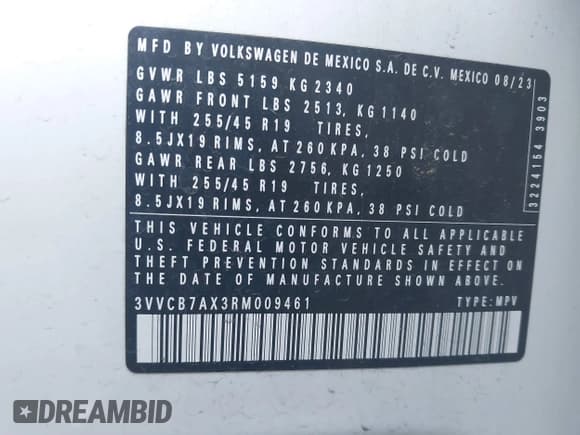 MFD BY VOLKSWAGEN DE MEXICO S.A. DE C.V. MEXICO 08/23
GVWR LBS 5159 KG 2340
GAWR FRONT LBS 2513, KG 1140
WITH 255/45 R19 TIRES,
8.5JX19 RIMS, AT 260 KPA, 38 PSI COLD
GAWR REAR LBS 2756, KG 1250
WITH 255/45 R19 TIRES,
8.5JX19 RIMS, AT 260 KPA, 38 PSI COLD
THIS VEHICLE CONFORMS TO ALL APPLICABLE
U.S. FEDERAL MOTOR VEHICLE SAFETY AND
THEFT PREVENTION STANDARDS IN EFFECT ON
THE DATE OF MANUFACTURE SHOWN ABOVE.
3VVCB7AX3RM009461 TYPE: MPV
3224154 3903
DREAMBID